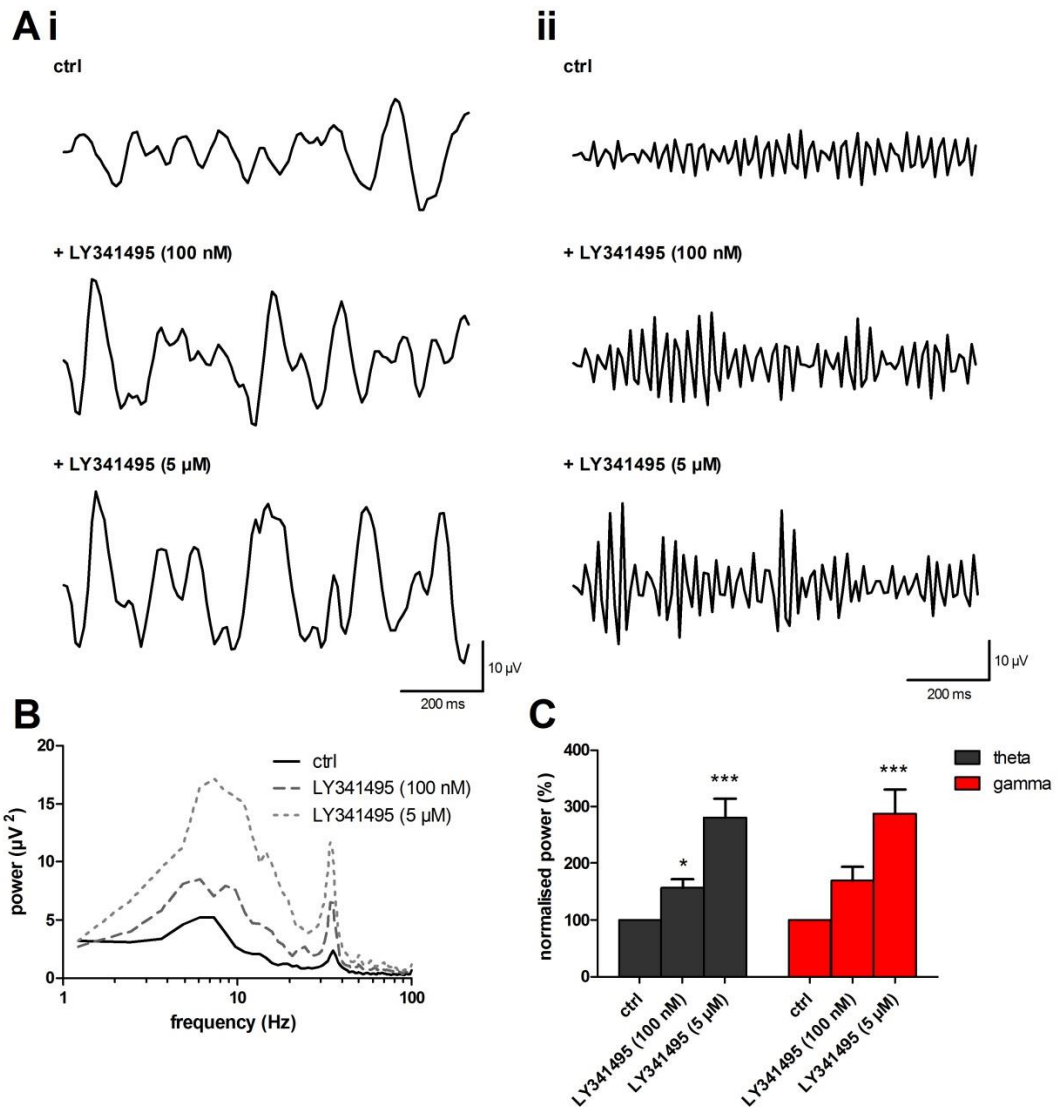 A i
ctrl
+ LY341495 (100 nM)
+ LY341495 (5 µM)
10 µV
200 ms
ii
ctrl
+ LY341495 (100 nM)
+ LY341495 (5 µM)
10 µV
200 ms
B
ctrl
LY341495 (100 nM)
LY341495 (5 µM)
power (µV ²)
20
15
10
5
0
1
10
100
frequency (Hz)
C
theta
gamma
normalised power (%)
400
300
200
100
0
*
***
***
ctrl
LY341495 (100 nM)
LY341495 (5 µM)
ctrl
LY341495 (100 nM)
LY341495 (5 µM)